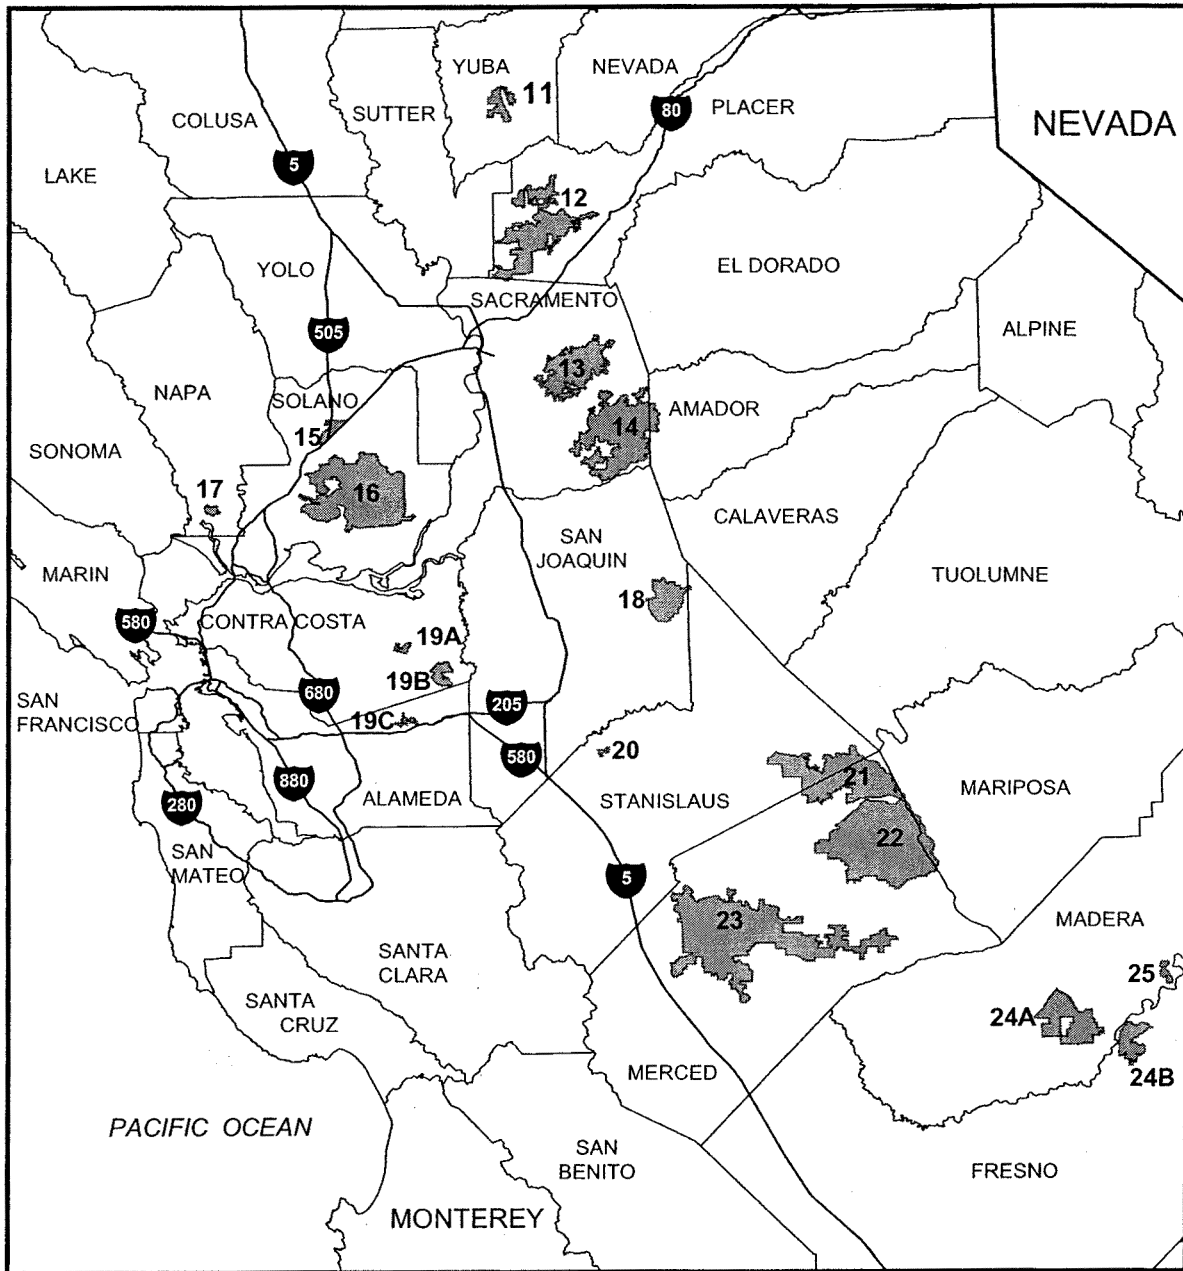 YUBA
NEVADA
11
80
PLACER
COLUSA
SUTTER
NEVADA
5
LAKE
12
YOLO
EL DORADO
SACRAMENTO
505
ALPINE
13
NAPA
SOLANO
AMADOR
14
15
SONOMA
17
16
CALAVERAS
SAN
JOAQUIN
MARIN
TUOLUMNE
18
580
CONTRA COSTA
19A
19B
680
SAN
FRANCISCO
205
19C
20
580
880
21
280
ALAMEDA
STANISLAUS
MARIPOSA
22
SAN
MATEO
5
23
MADERA
SANTA
CLARA
25
SANTA
CRUZ
24A
MERCED
24B
PACIFIC OCEAN
SAN
BENITO
FRESNO
MONTEREY